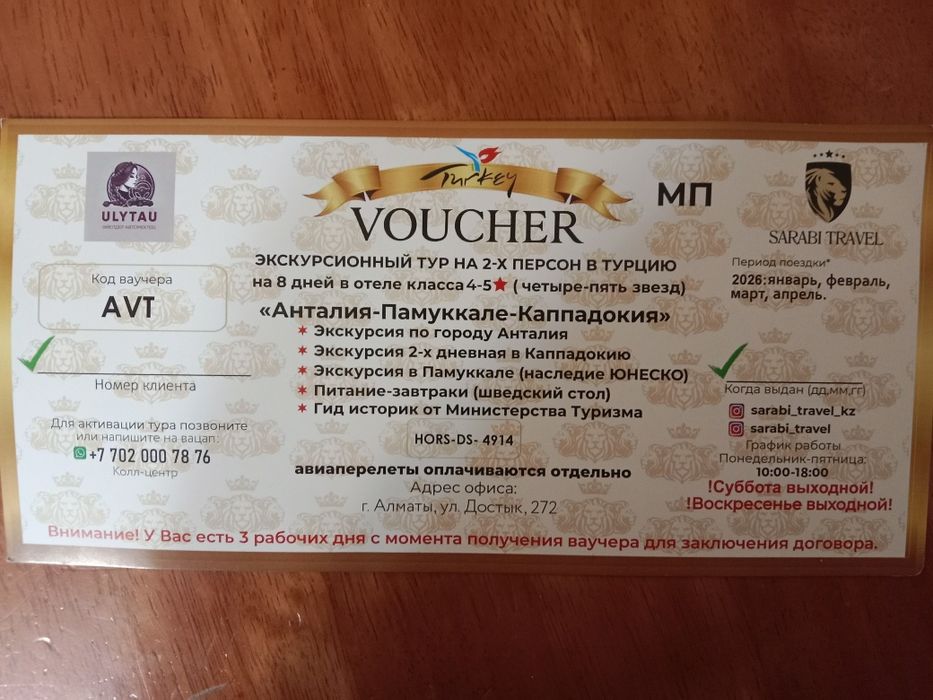 ULYTAU
Turkey
VOUCHER
МП
SARABI TRAVEL
Код ваучера
AVT
Номер клиента
Для активации тура позвоните
или напишите на вацап:
+7 702 000 78 76
Колл-центр
ЭКСКУРСИОННЫЙ ТУР НА 2-Х ПЕРСОН В ТУРЦИЮ
на 8 дней в отеле класса 4-5★ ( четыре-пять звезд)
«Анталия-Памуккале-Каппадокия»
✶ Экскурсия по городу Анталия
✶ Экскурсия 2-х дневная в Каппадокию
✶ Экскурсия в Памуккале (наследие ЮНЕСКО)
✶ Питание-завтраки (шведский стол)
✶ Гид историк от Министерства Туризма
HORS-DS- 4914
авиаперелеты оплачиваются отдельно
Адрес офиса:
г. Алматы, ул. Достык, 272
Период поездки*
2026:январь, февраль,
март, апрель.
Когда выдан (дд,мм,гг)
sarabi_travel_kz
sarabi_travel
График работы
Понедельник-пятница:
10:00-18:00
!Суббота выходной!
!Воскресенье выходной!
Внимание! У Вас есть 3 рабочих дня с момента получения ваучера для заключения договора.